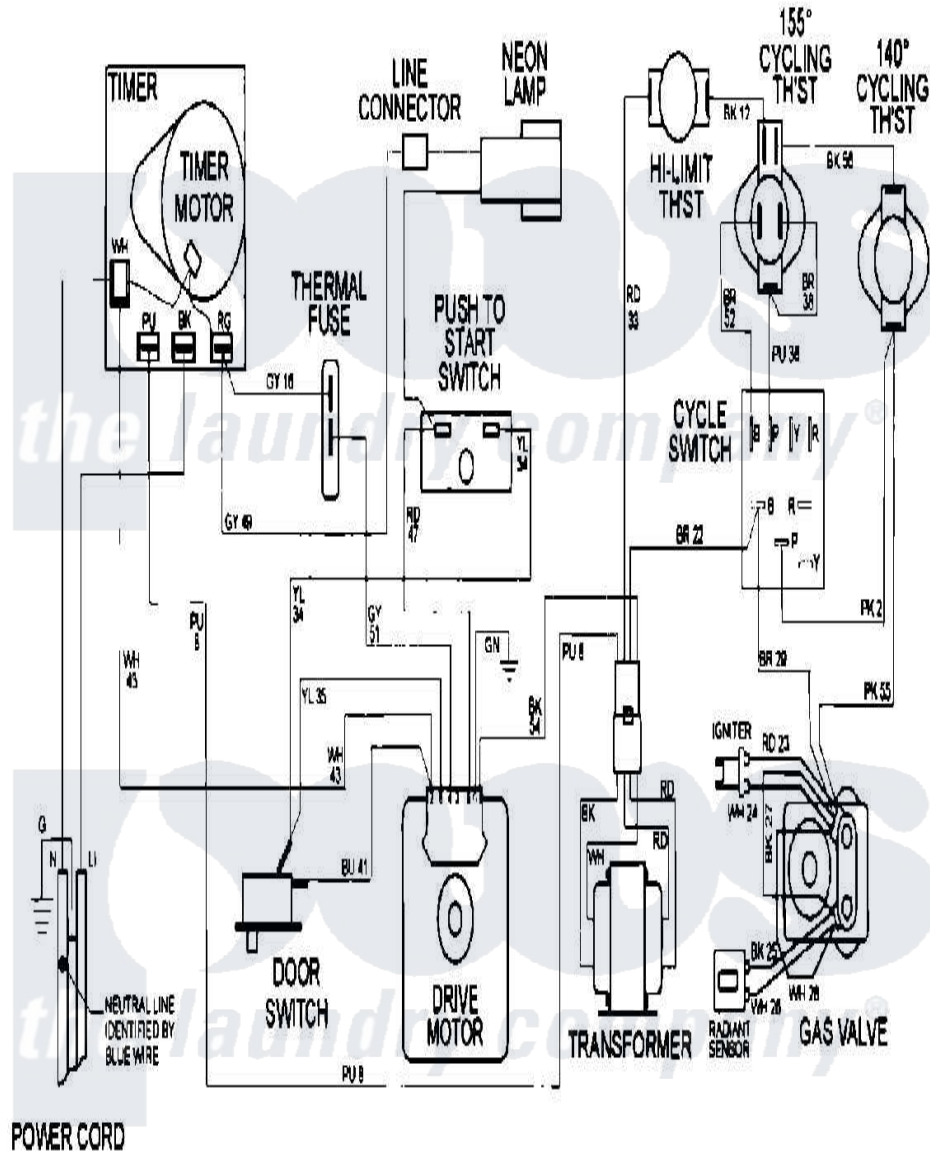 TIMER
TIMER
MOTOR
WH
PU
BK
RG
LINE
CONNECTOR
NEON
LAMP
HI-LIMIT
TH'ST
155°
CYCLING
TH'ST
140°
CYCLING
TH'ST
BK 12
BK 56
THERMAL
FUSE
PUSH TO
START
SWITCH
RD
33
BR
52
BR
38
PU 36
GY 16
CYCLE
SWITCH
B
P
Y
R
B
R
P
Y
YL
GY 49
RD
47
BR 22
YL
34
GY
51
GN
PU 8
PK 2
PU
8
WH
43
YL 35
BK
54
BR 29
PK 55
WH
43
IGNITER
RD 23
WH 24
BK 27
BK
RD
WH
RD
G
N
L1
BU 41
DOOR
SWITCH
DRIVE
MOTOR
TRANSFORMER
BK 25
WH 26
WH 28
RADIANT
SENSOR
GAS VALVE
NEUTRAL LINE
IDENTIFIED BY
BLUE WIRE
PU 8
POWER CORD
the laundry company®
the laundry company®